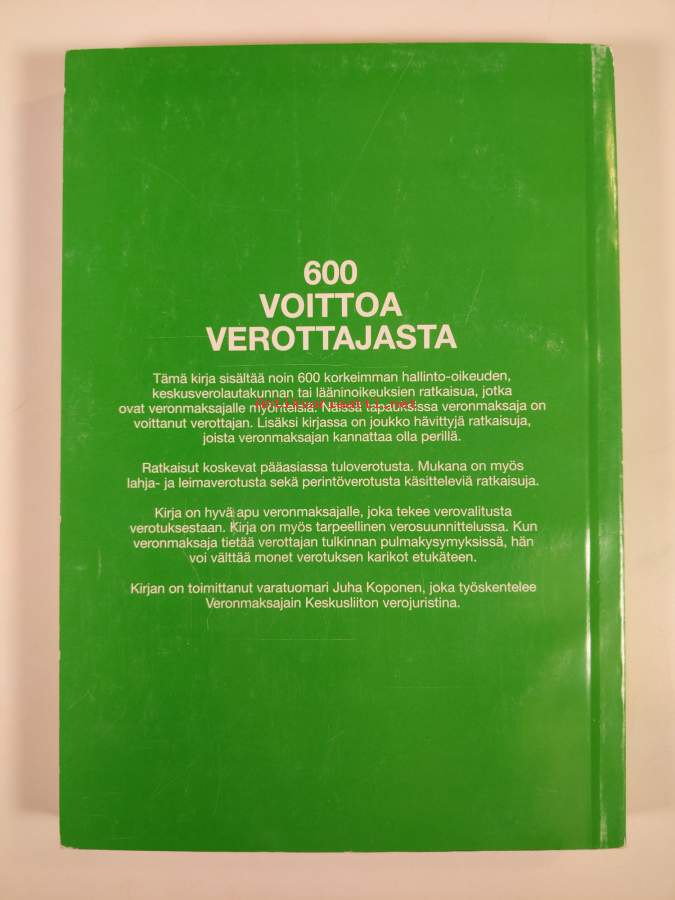 600
VOITTOA
VEROTTAJASTA
Tämä kirja sisältää noin 600 korkeimman hallinto-oikeuden,
keskusverolautakunnan tai lääninoikeuksien ratkaisua, jotka
ovat veronmaksajalle myönteisiä. Näissä tapauksissa veronmaksaja on
voittanut verottajan. Lisäksi kirjassa on joukko hävittyjä ratkaisuja,
joista veronmaksajan kannattaa olla perillä.
Ratkaisut koskevat pääasiassa tuloverotusta. Mukana on myös
lahja- ja leimaverotusta sekä perintöverotusta käsitteleviä ratkaisuja.
Kirja on hyvä apu veronmaksajalle, joka tekee verovalitusta
verotuksestaan. Kirja on myös tarpeellinen verosuunnittelussa. Kun
veronmaksaja tietää verottajan tulkinnan pulmakysymyksissä, hän
voi välttää monet verotuksen karikot etukäteen.
Kirjan on toimittanut varatuomari Juha Koponen, joka työskentelee
Veronmaksajain Keskusliiton verojuristina.